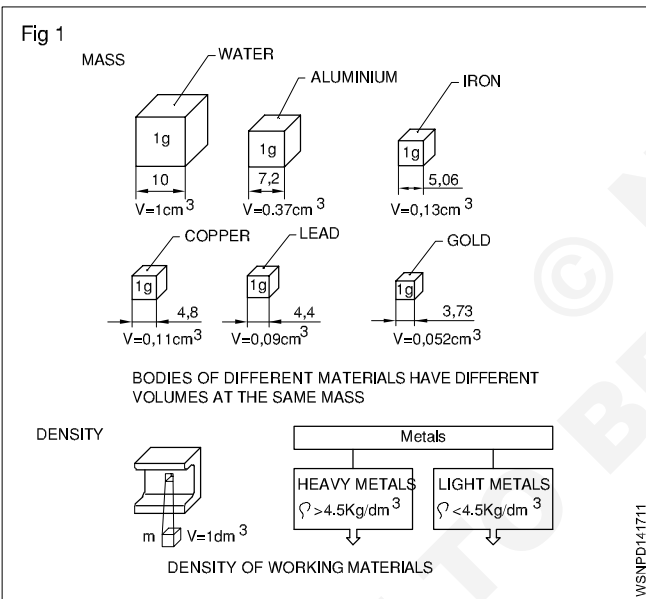 Fig 1
MASS
WATER
ALUMINIUM
IRON
1g
1g
1g
10
7,2
5,06
V=1cm³
V=0.37cm³
V=0,13cm³
COPPER
LEAD
GOLD
1g
1g
1g
4,8
4,4
3,73
V=0,11cm³
V=0,09cm³
V=0,052cm³
BODIES OF DIFFERENT MATERIALS HAVE DIFFERENT
VOLUMES AT THE SAME MASS
DENSITY
Metals
HEAVY METALS
LIGHT METALS
>4.5Kg/dm³
<4.5Kg/dm³
m V=1dm³
DENSITY OF WORKING MATERIALS
WSNPD141711
©
TO